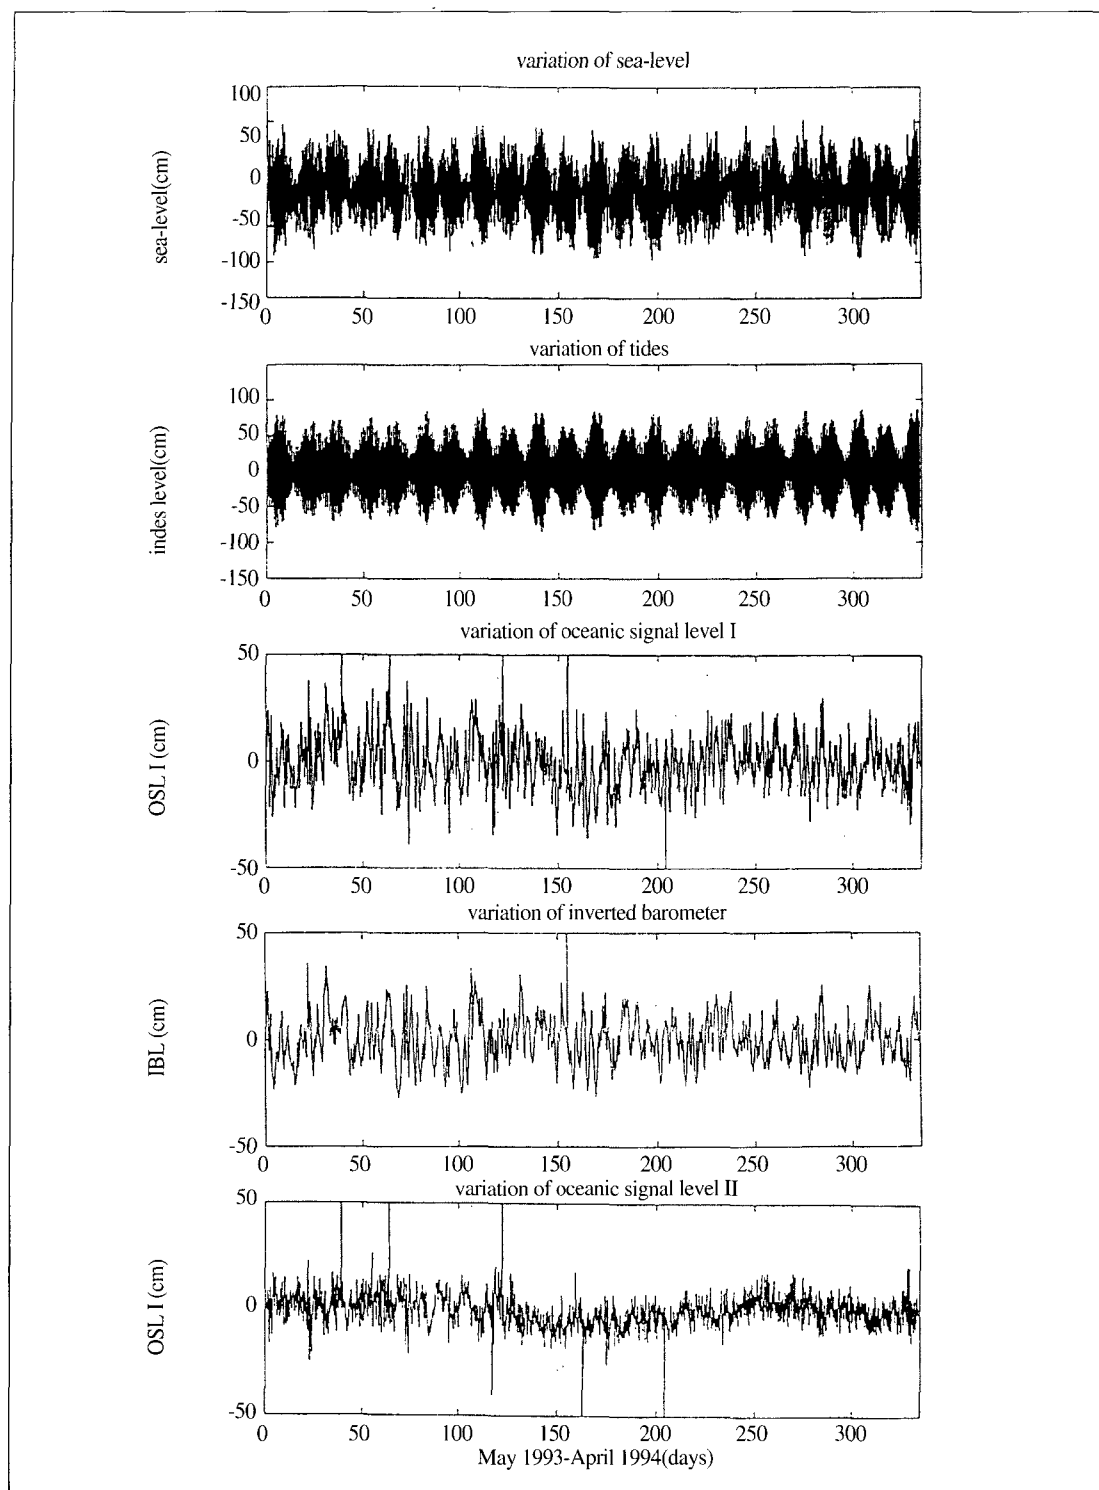 variation of sea-level
100
50
0
-50
-100
-150
sea-level(cm)
0 50 100 150 200 250 300
variation of tides
100
50
0
-50
-100
-150
indes level(cm)
0 50 100 150 200 250 300
variation of oceanic signal level I
50
0
-50
OSL I (cm)
0 50 100 150 200 250 300
variation of inverted barometer
50
0
-50
IBL (cm)
0 50 100 150 200 250 300
variation of oceanic signal level II
50
0
-50
OSL I (cm)
0 50 100 150 200 250 300
May 1993-April 1994(days)